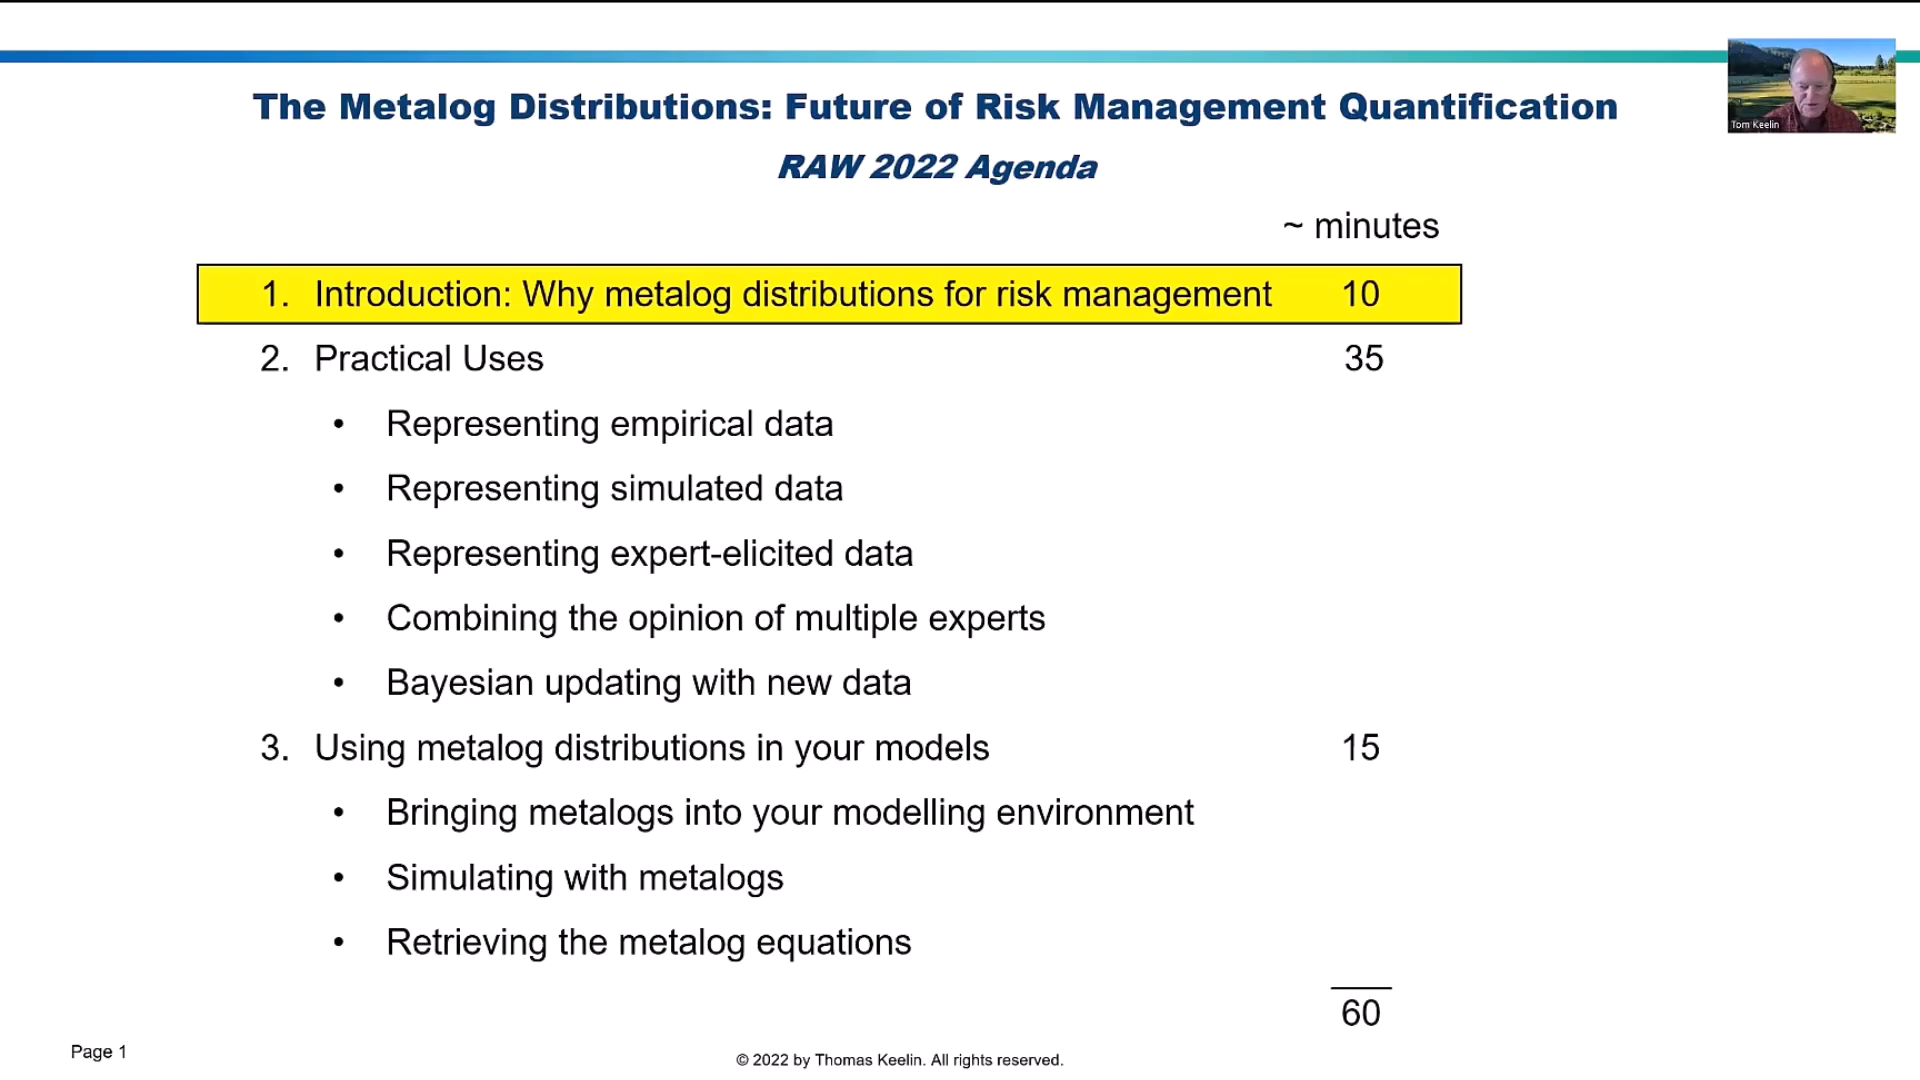 The Metalog Distributions: Future of Risk Management Quantification
Tom Keelin
RAW 2022 Agenda
~ minutes
1. Introduction: Why metalog distributions for risk management 10
2. Practical Uses 35
• Representing empirical data
• Representing simulated data
• Representing expert-elicited data
• Combining the opinion of multiple experts
• Bayesian updating with new data
3. Using metalog distributions in your models 15
• Bringing metalogs into your modelling environment
• Simulating with metalogs
• Retrieving the metalog equations
60
Page 1
© 2022 by Thomas Keelin. All rights reserved.